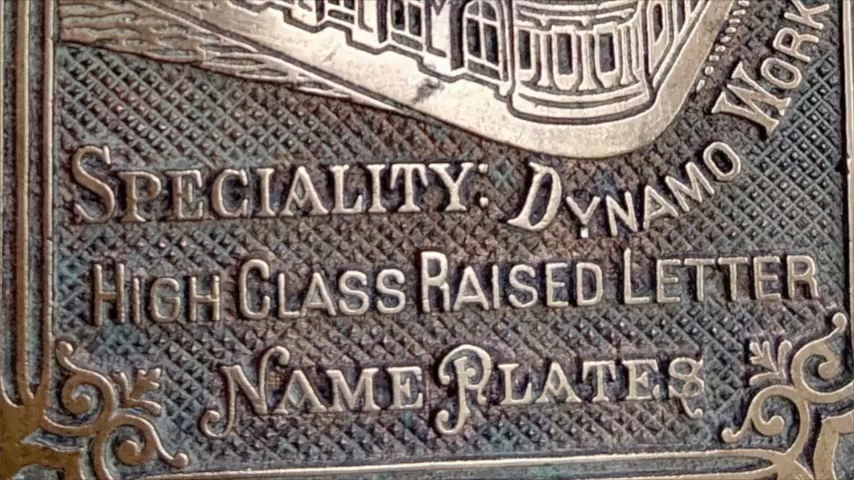 SPECIALITY: DYNAMO WORK
HIGH CLASS RAISED LETTER
NAME PLATES